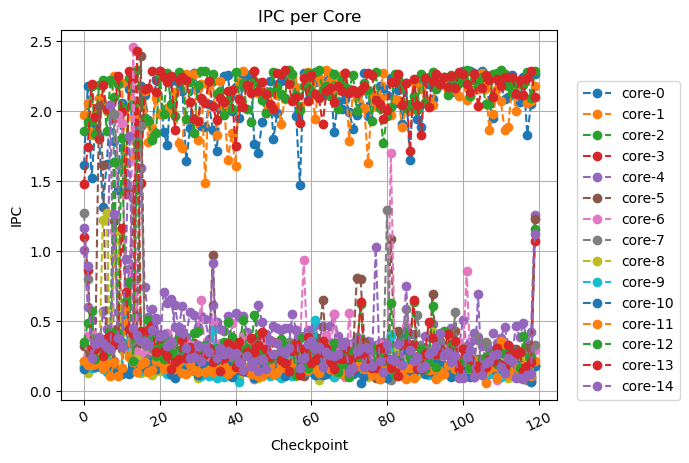 IPC per Core
IPC
2.5
2.0
1.5
1.0
0.5
0.0
0
20
40
60
80
100
120
Checkpoint
core-0
core-1
core-2
core-3
core-4
core-5
core-6
core-7
core-8
core-9
core-10
core-11
core-12
core-13
core-14